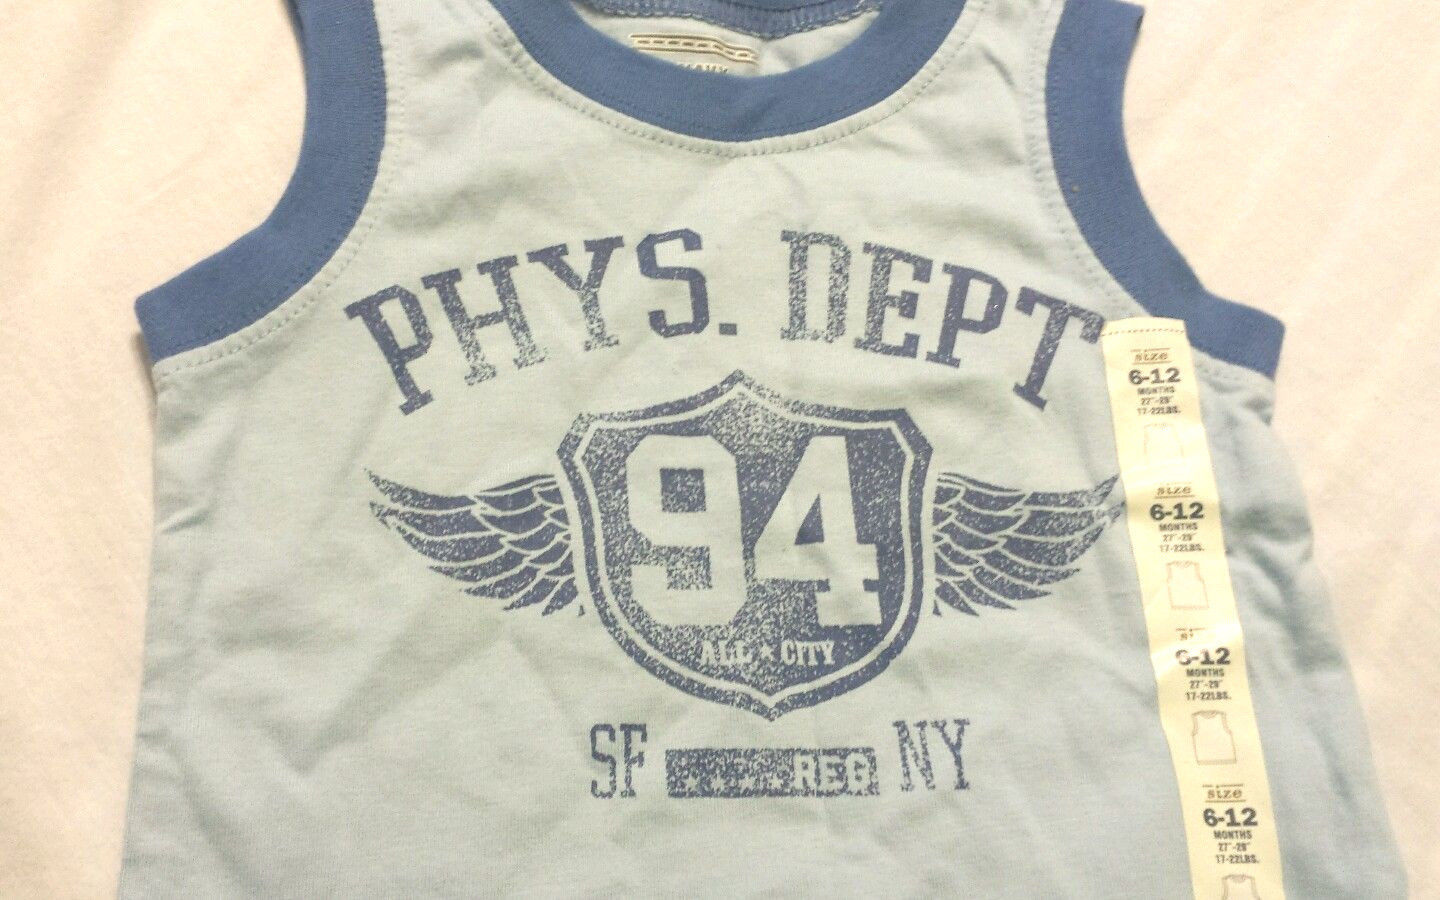 PHYS. DEPT
94
ALL ★ CITY
SF REG NY
size
6-12
MONTHS
27"-29"
17-22LBS.
size
6-12
MONTHS
27"-29"
17-22LBS.
6-12
MONTHS
27"-29"
17-22LBS.
size
6-12
MONTHS
27"-29"
17-22LBS.